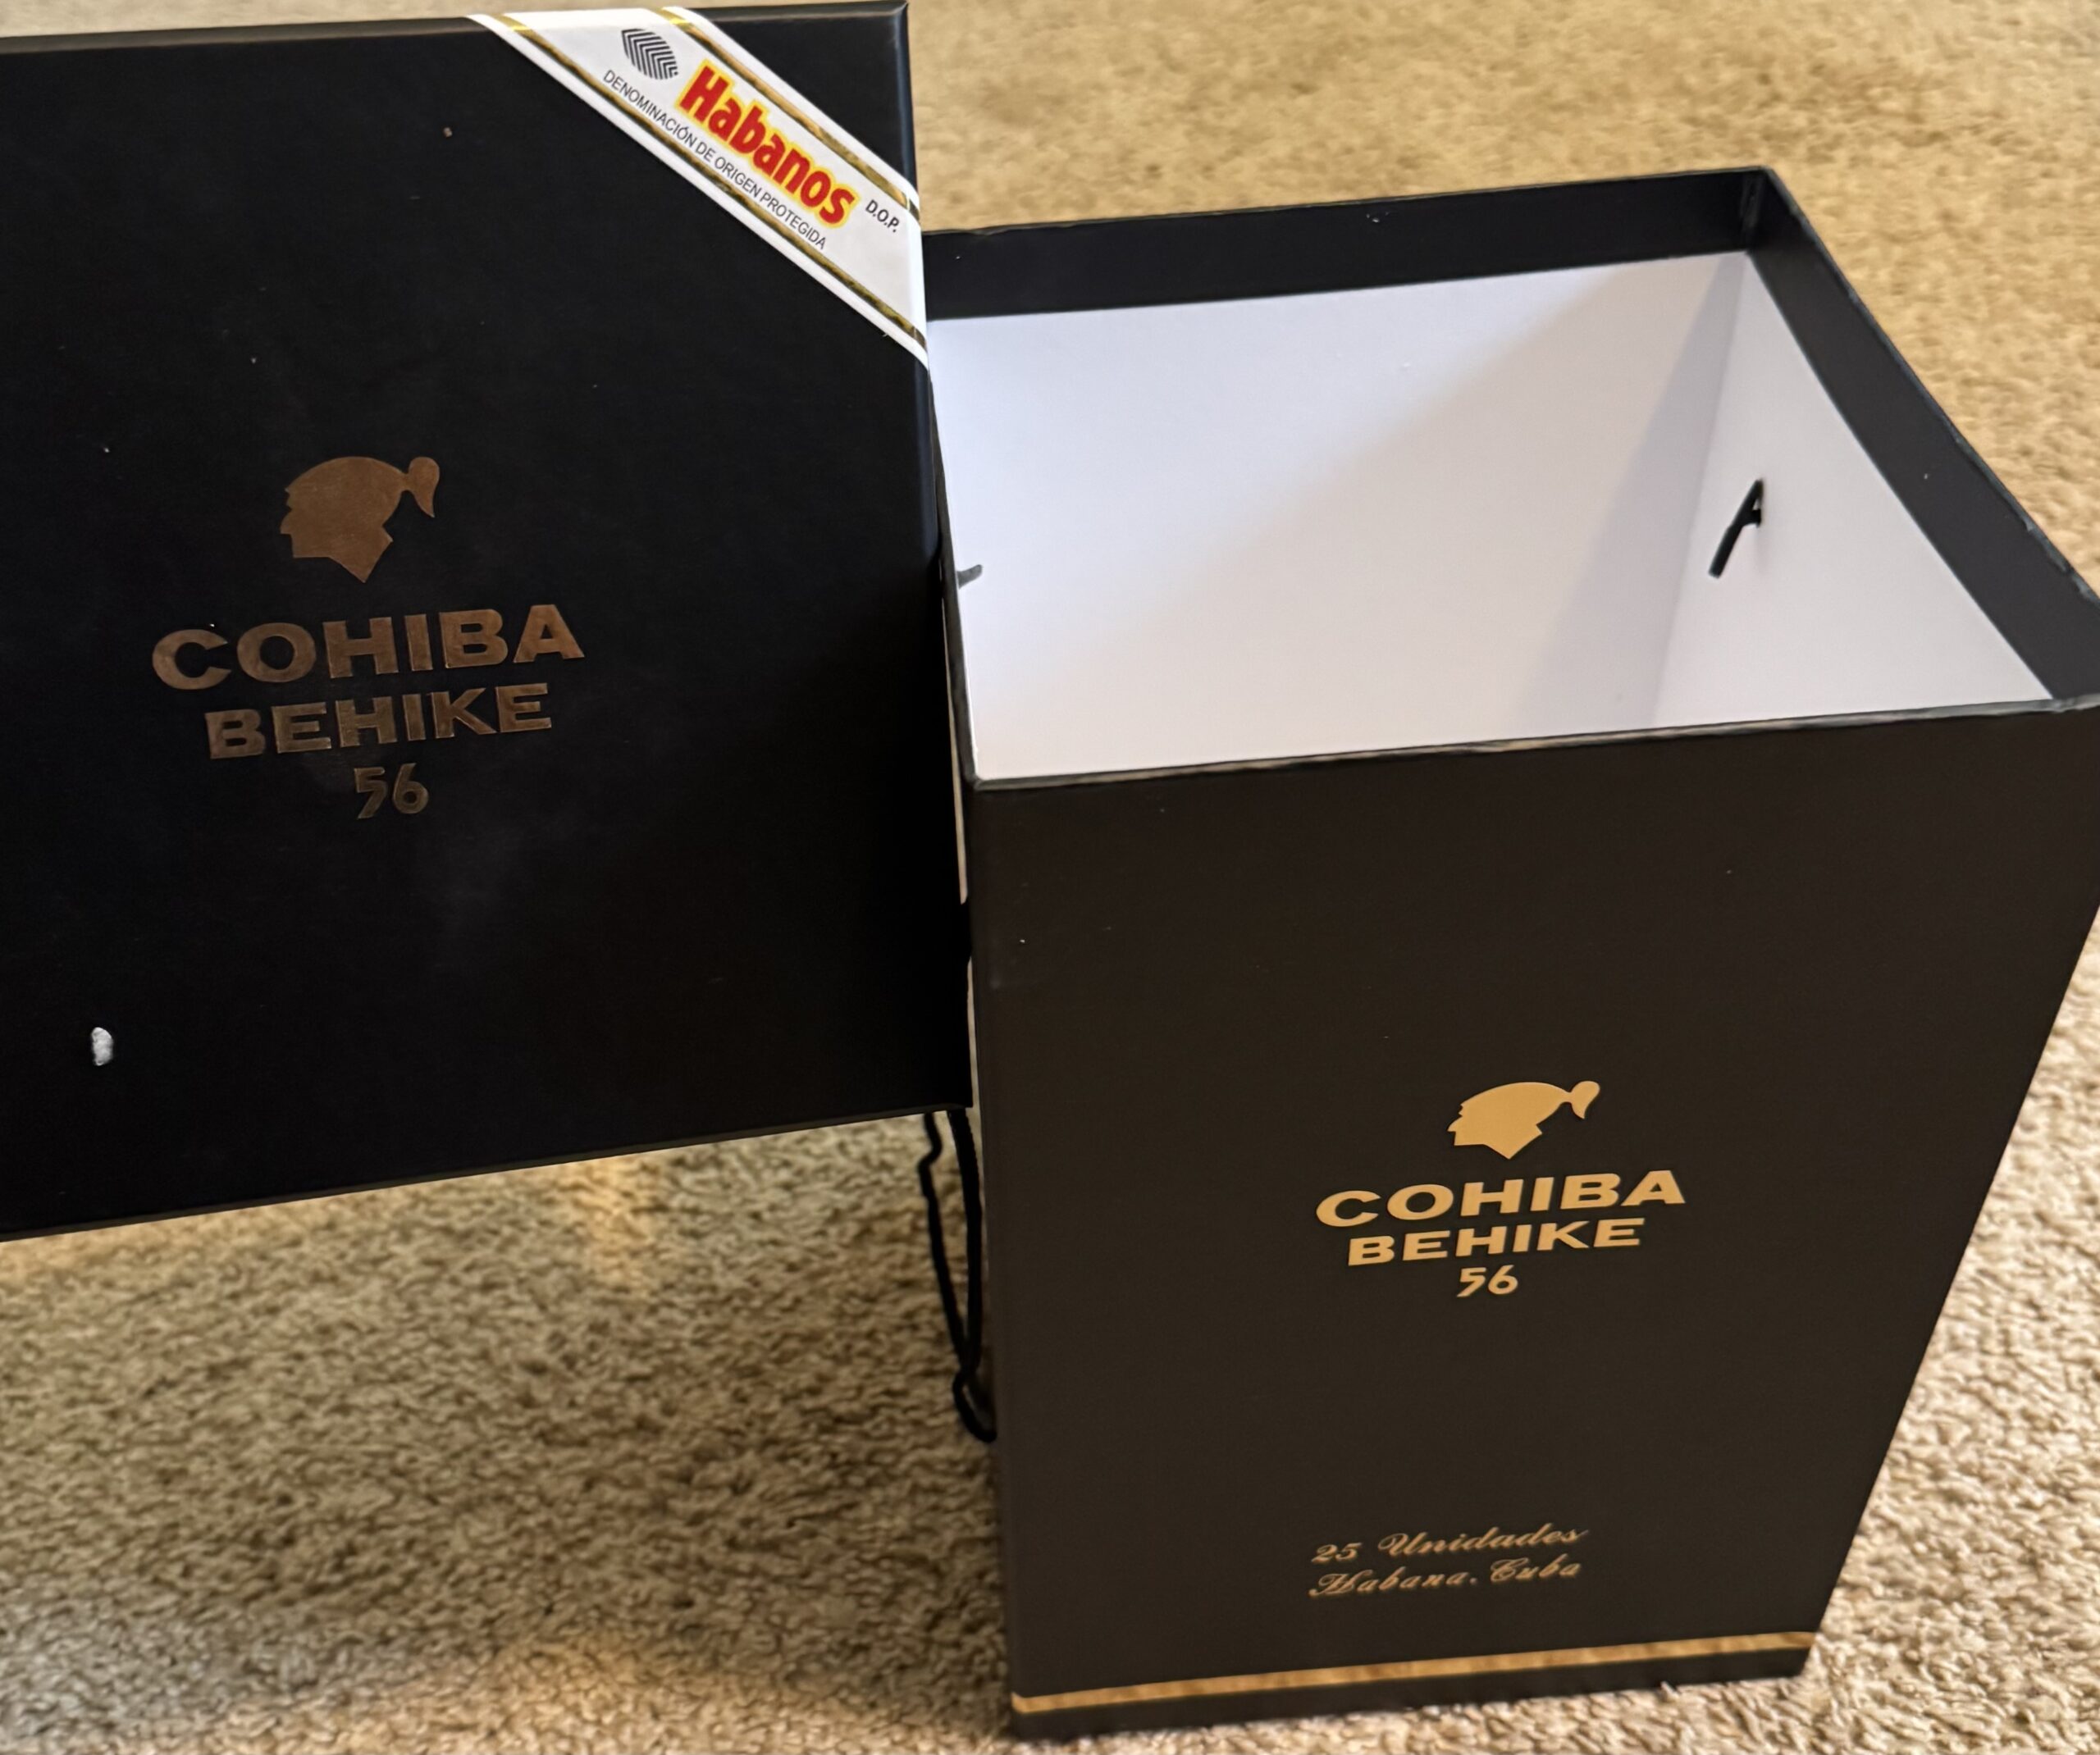 Habanos
D.O.P.
DENOMINACIÓN DE ORIGEN PROTEGIDA
COHIBA
BEHIKE
56
COHIBA
BEHIKE
56
25 Unidades
Habana. Cuba